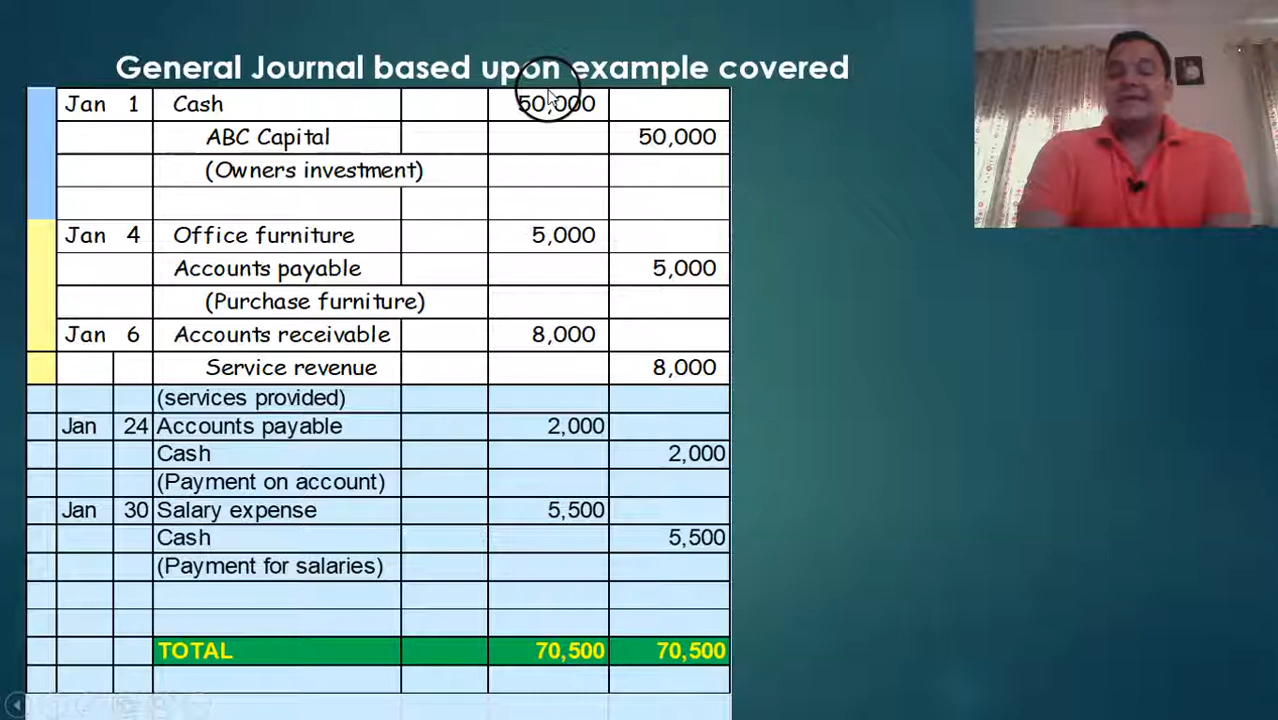 General Journal based upon example covered
Jan 1 Cash 50,000
ABC Capital 50,000
(Owners investment)
Jan 4 Office furniture 5,000
Accounts payable 5,000
(Purchase furniture)
Jan 6 Accounts receivable 8,000
Service revenue 8,000
(services provided)
Jan 24 Accounts payable 2,000
Cash 2,000
(Payment on account)
Jan 30 Salary expense 5,500
Cash 5,500
(Payment for salaries)
TOTAL 70,500 70,500